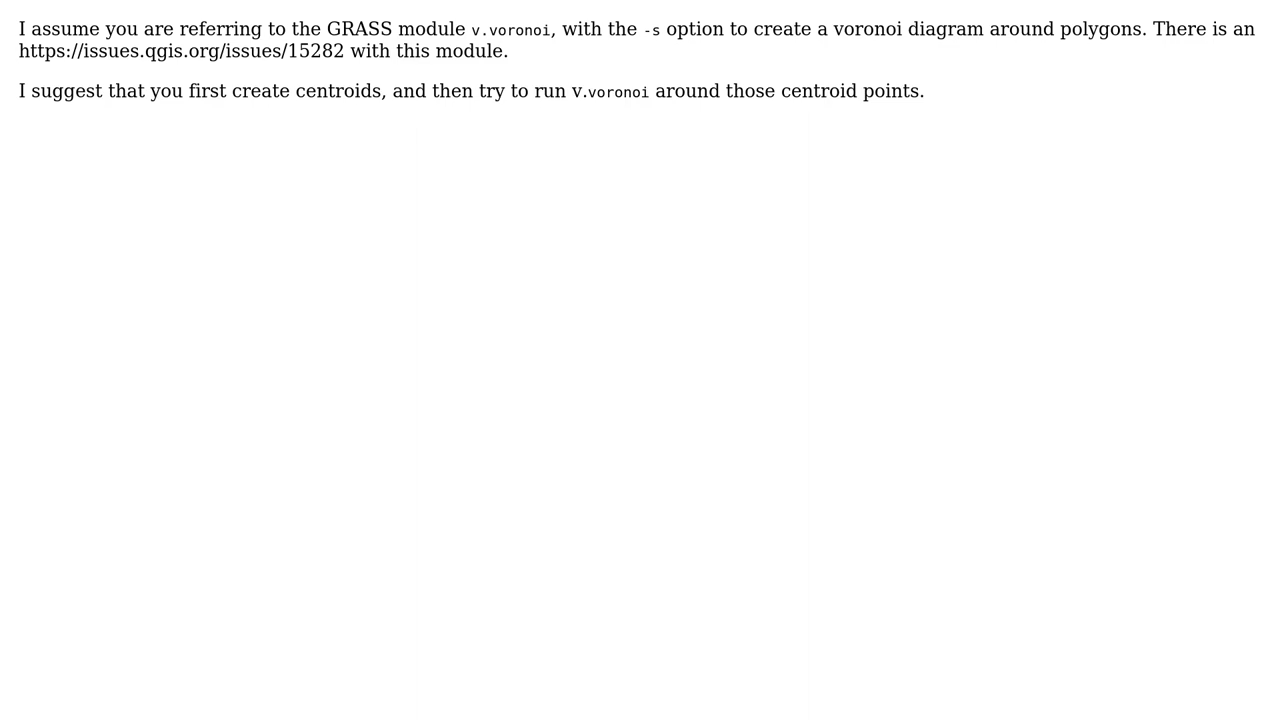 I assume you are referring to the GRASS module v.voronoi, with the -s option to create a voronoi diagram around polygons. There is an
https://issues.qgis.org/issues/15282 with this module.
I suggest that you first create centroids, and then try to run v.voronoi around those centroid points.